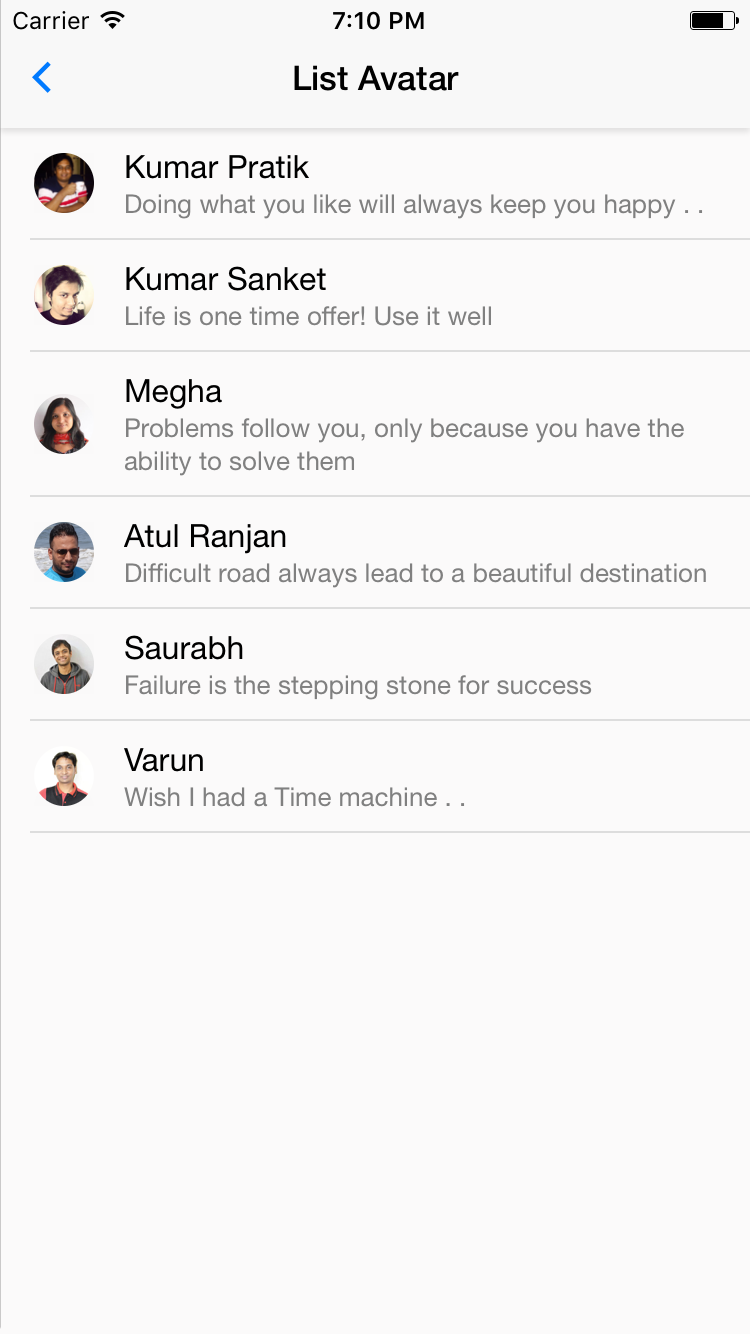 Carrier 7:10 PM
List Avatar
Kumar Pratik
Doing what you like will always keep you happy . .
Kumar Sanket
Life is one time offer! Use it well
Megha
Problems follow you, only because you have the
ability to solve them
Atul Ranjan
Difficult road always lead to a beautiful destination
Saurabh
Failure is the stepping stone for success
Varun
Wish I had a Time machine . .